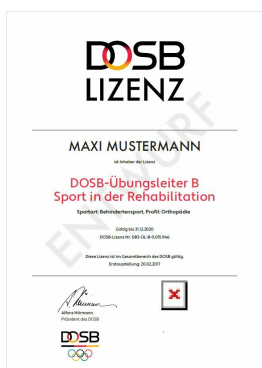 DOSB
LIZENZ
ENTWURF
MAXI MUSTERMANN
ist Inhaber der Lizenz
DOSB-Übungsleiter B
Sport in der Rehabilitation
Sportart: Behindertensport, Profil: Orthopädie
Gültig bis 31.12.2020
DOSB-Lizenz Nr. DBS-ÜL-B-0.015.946
Diese Lizenz ist im Gesamtbereich des DOSB gültig.
Erstausstellung: 20.02.2017
Alfons Hörmann
Präsident des DOSB
DOSB